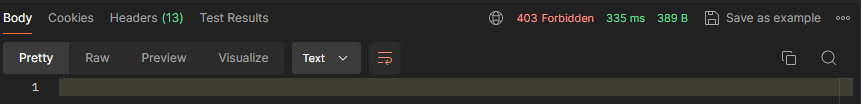 Body Cookies Headers (13) Test Results 403 Forbidden 335 ms 389 B Save as example
Pretty Raw Preview Visualize Text
1